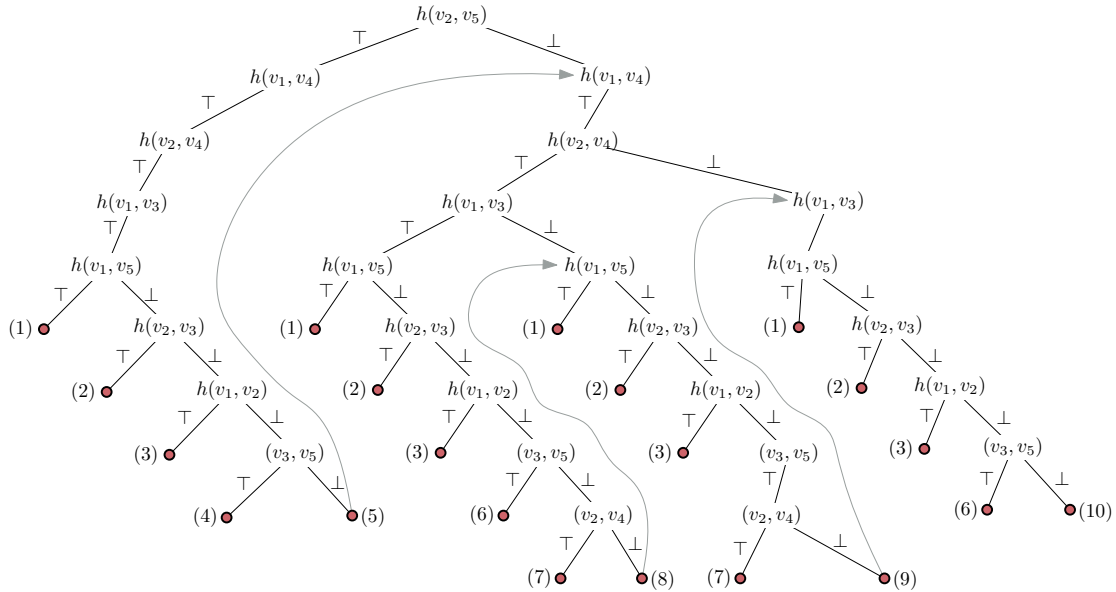 h(v₂, v₅)
⊤ ⊥
h(v₁, v₄) h(v₁, v₄)
⊤ ⊤
h(v₂, v₄) h(v₂, v₄)
⊤ ⊤ ⊥
h(v₁, v₃) h(v₁, v₃) h(v₁, v₃)
⊤ ⊤ ⊥
h(v₁, v₅) h(v₁, v₅) h(v₁, v₅) h(v₁, v₅)
⊤ ⊥ ⊤ ⊥ ⊤ ⊥ ⊤ ⊥
(1) h(v₂, v₃) (1) h(v₂, v₃) (1) h(v₂, v₃) (1) h(v₂, v₃)
⊤ ⊥ ⊤ ⊥ ⊤ ⊥ ⊤ ⊥
(2) h(v₁, v₂) (2) h(v₁, v₂) (2) h(v₁, v₂) (2) h(v₁, v₂)
⊤ ⊥ ⊤ ⊥ ⊤ ⊥ ⊤ ⊥
(3) (v₃, v₅) (3) (v₃, v₅) (3) (v₃, v₅) (3) (v₃, v₅)
⊤ ⊥ ⊤ ⊥ ⊤ ⊤ ⊥
(4) (5) (6) (v₂, v₄) (v₂, v₄) (6) (10)
⊤ ⊥ ⊤ ⊥
(7) (8) (7) (9)